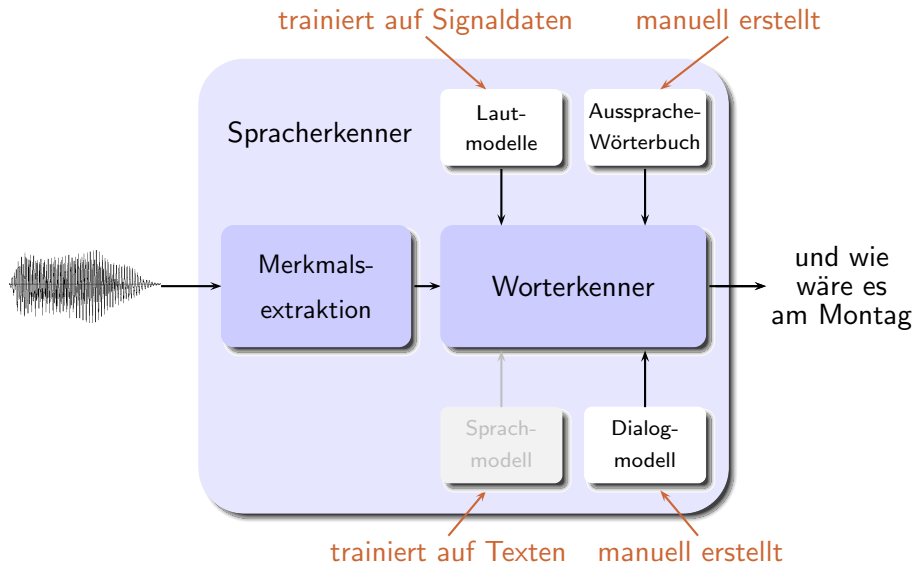 trainiert auf Signaldaten
manuell erstellt
Spracherkenner
Laut-
modelle
Aussprache-
Wörterbuch
Merkmals-
extraktion
Worterkenner
und wie
wäre es
am Montag
Sprach-
modell
Dialog-
modell
trainiert auf Texten
manuell erstellt